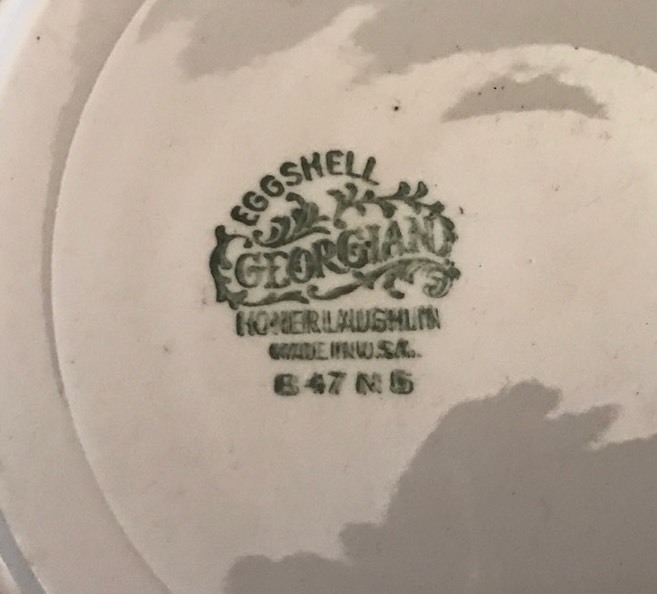 EGGSHELL
GEORGIAN
HOMER LAUGHLIN
MADE IN U.S.A.
B 47 N 5